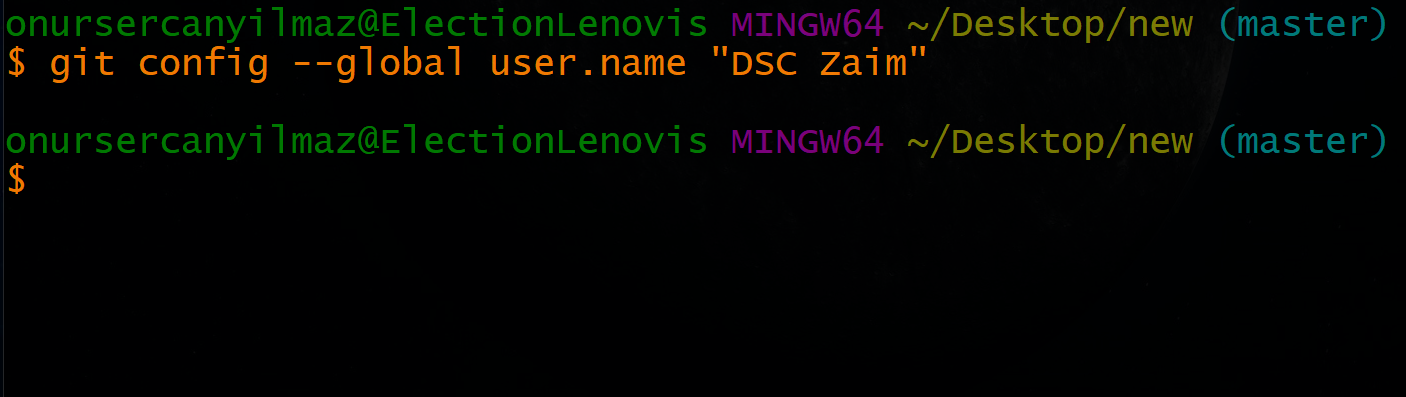 onursercanyilmaz@ElectionLenovis MINGW64 ~/Desktop/new (master)
$ git config --global user.name "DSC Zaim"
onursercanyilmaz@ElectionLenovis MINGW64 ~/Desktop/new (master)
$